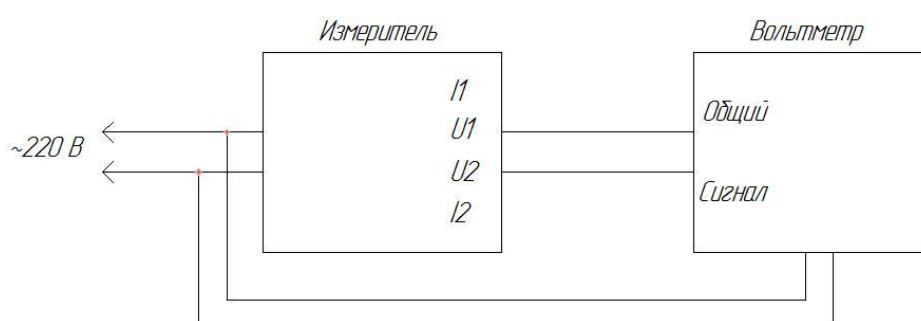 Измеритель
Вольтметр
I1
Общий
~220 В
U1
U2
Сигнал
I2